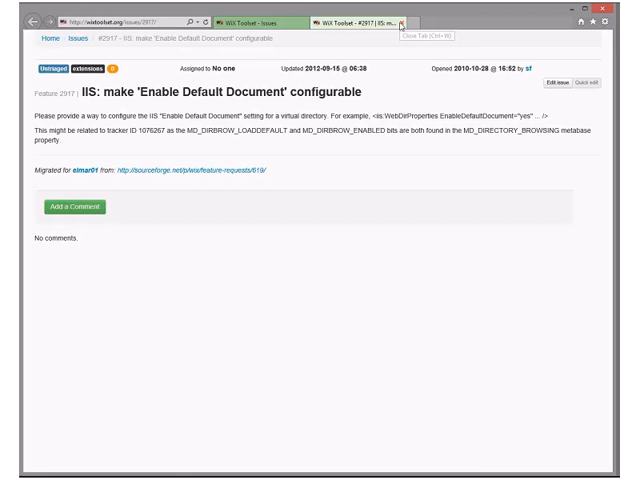 http://wixtoolset.org/issues/2917/
WiX Toolset - Issues
WiX Toolset - #2917 | IIS: m...
Close Tab (Ctrl+W)
Home Issues / #2917 - IIS: make 'Enable Default Document' configurable
Untriaged extensions 0 Assigned to No one Updated 2012-09-15 @ 06:38 Opened 2010-10-28 @ 16:52 by sf
Edit issue Quick edit
Feature 2917 | IIS: make 'Enable Default Document' configurable
Please provide a way to configure the IIS "Enable Default Document" setting for a virtual directory. For example, <iis:WebDirProperties EnableDefaultDocument="yes" ... />
This might be related to tracker ID 1076267 as the MD_DIRBROW_LOADDEFAULT and MD_DIRBROW_ENABLED bits are both found in the MD_DIRECTORY_BROWSING metabase
property.
Migrated for elmar01 from: http://sourceforge.net/p/wix/feature-requests/619/
Add a Comment
No comments.